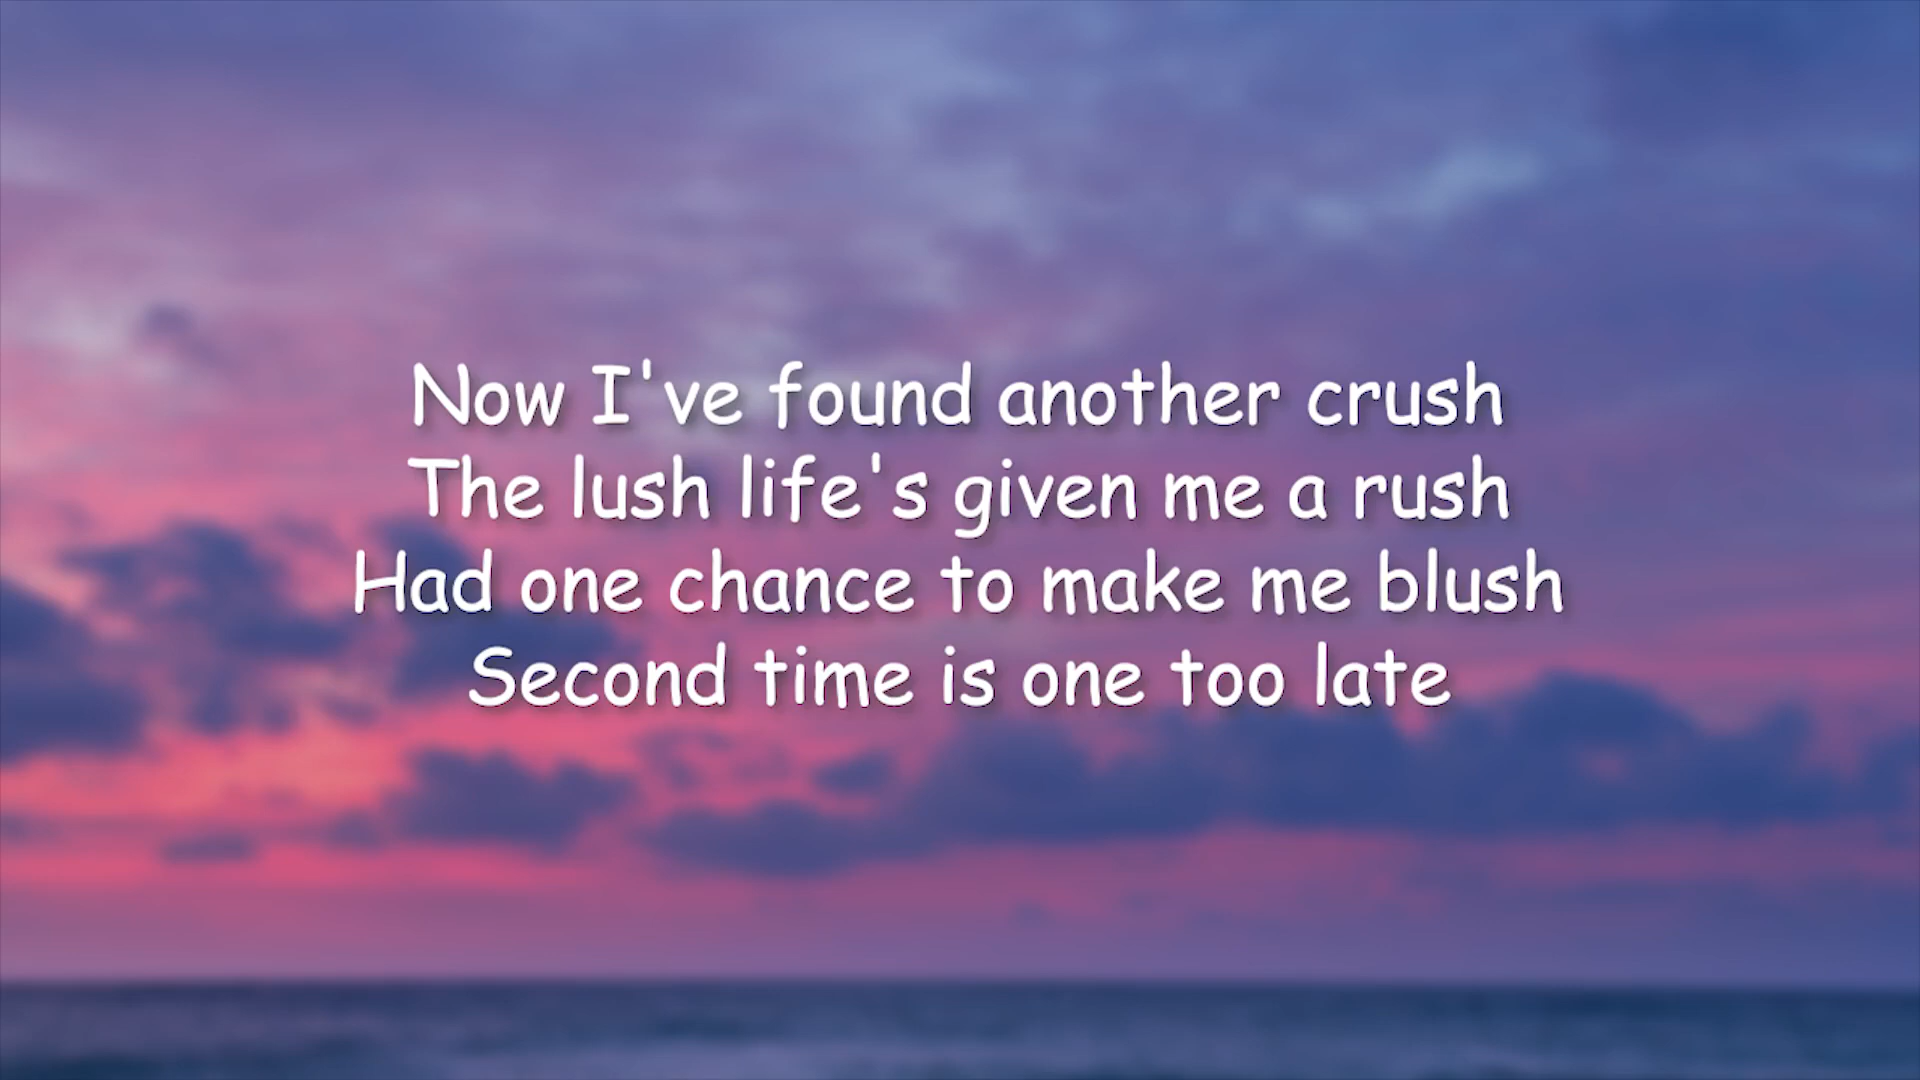 Now I've found another crush
The lush life's given me a rush
Had one chance to make me blush
Second time is one too late